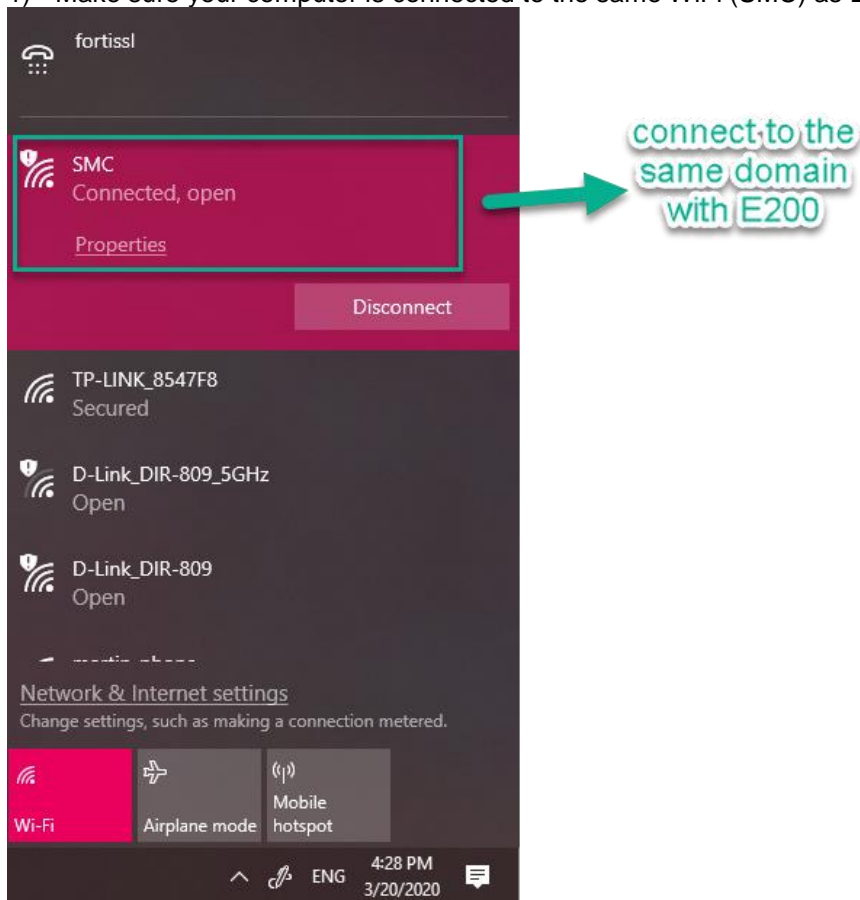 fortissl
SMC
Connected, open
Properties
connect to the
same domain
with E200
Disconnect
TP-LINK_8547F8
Secured
D-Link_DIR-809_5GHz
Open
D-Link_DIR-809
Open
Network & Internet settings
Change settings, such as making a connection metered.
Wi-Fi
Airplane mode
Mobile
hotspot
ENG
4:28 PM
3/20/2020